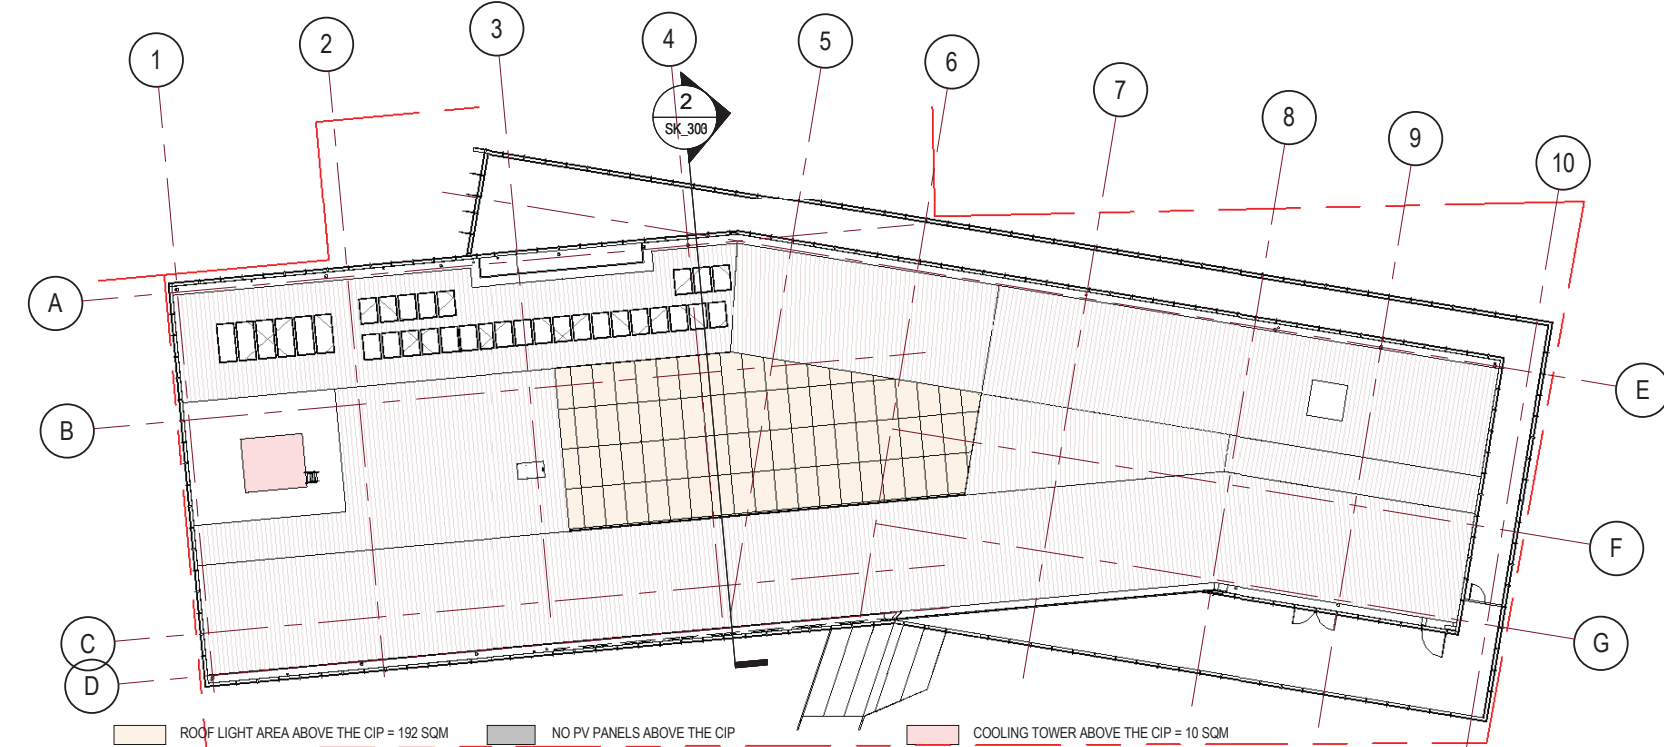 1
2
3
4
5
6
7
8
9
10
2
SK_300
A
B
C
D
E
F
G
ROOF LIGHT AREA ABOVE THE CIP = 192 SQM
NO PV PANELS ABOVE THE CIP
COOLING TOWER ABOVE THE CIP = 10 SQM